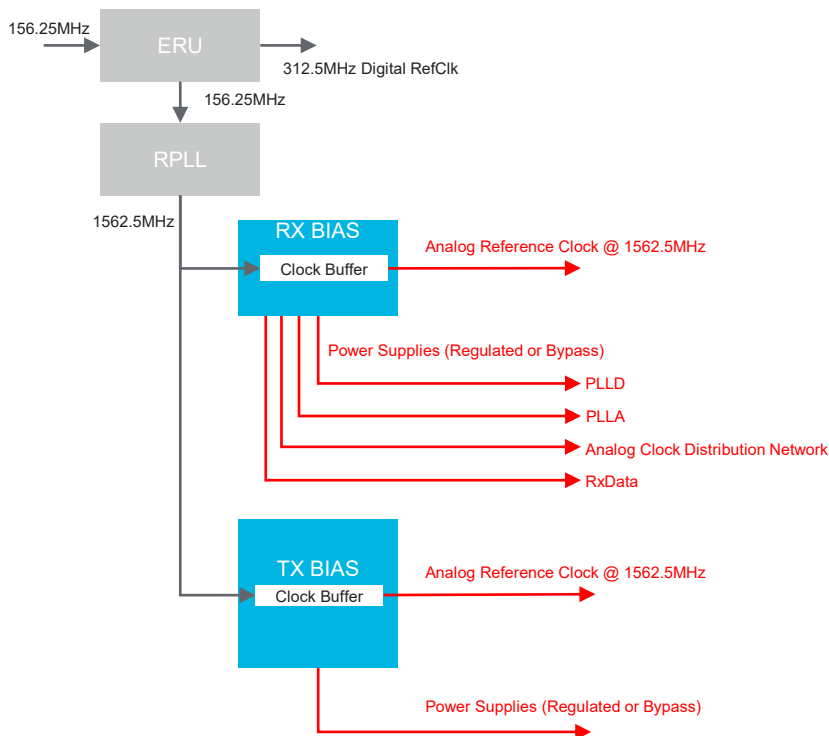 156.25MHz
ERU
312.5MHz Digital RefClk
156.25MHz
RPLL
1562.5MHz
RX BIAS
Clock Buffer
Analog Reference Clock @ 1562.5MHz
Power Supplies (Regulated or Bypass)
PLLD
PLLA
Analog Clock Distribution Network
RxData
TX BIAS
Clock Buffer
Analog Reference Clock @ 1562.5MHz
Power Supplies (Regulated or Bypass)